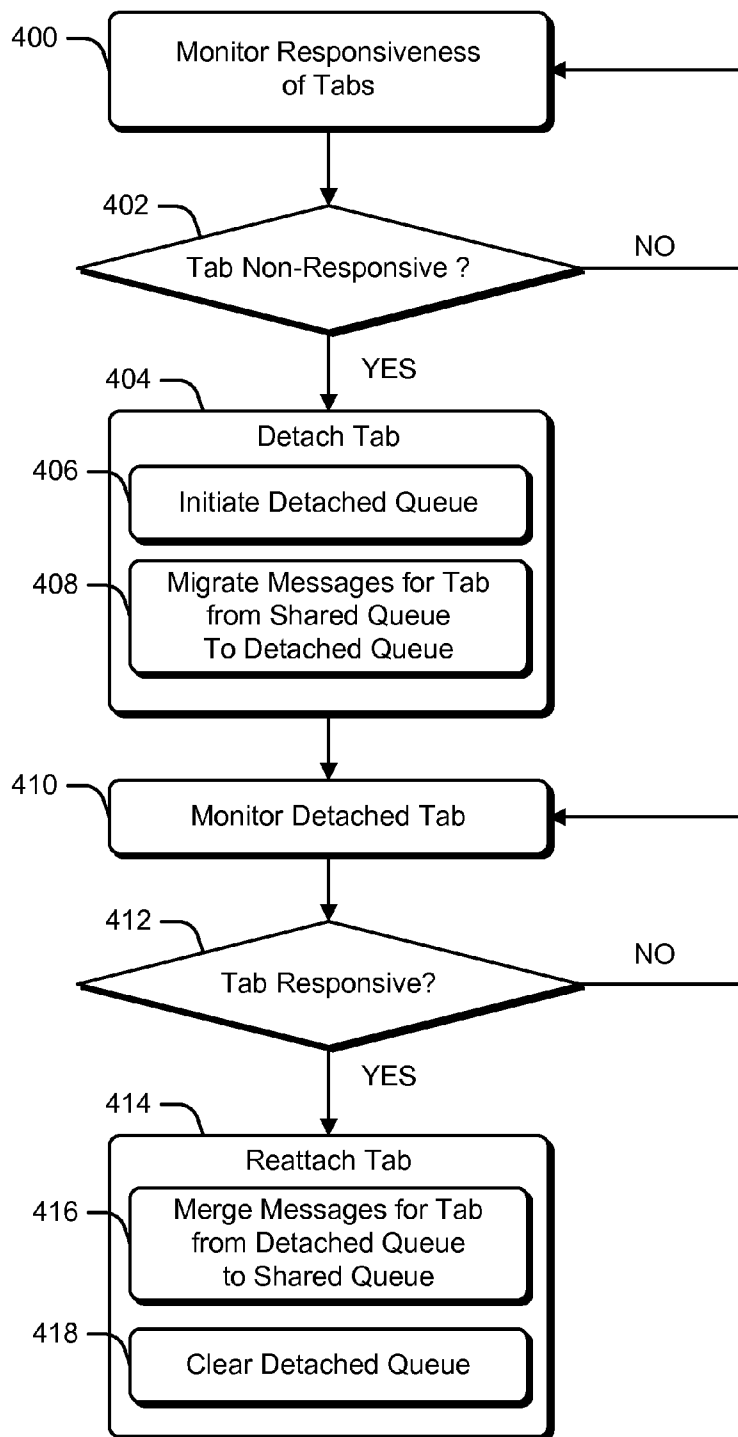 400
Monitor Responsiveness
of Tabs
402
Tab Non-Responsive ?
NO
YES
404
Detach Tab
406
Initiate Detached Queue
408
Migrate Messages for Tab
from Shared Queue
To Detached Queue
410
Monitor Detached Tab
412
Tab Responsive?
NO
YES
414
Reattach Tab
416
Merge Messages for Tab
from Detached Queue
to Shared Queue
418
Clear Detached Queue